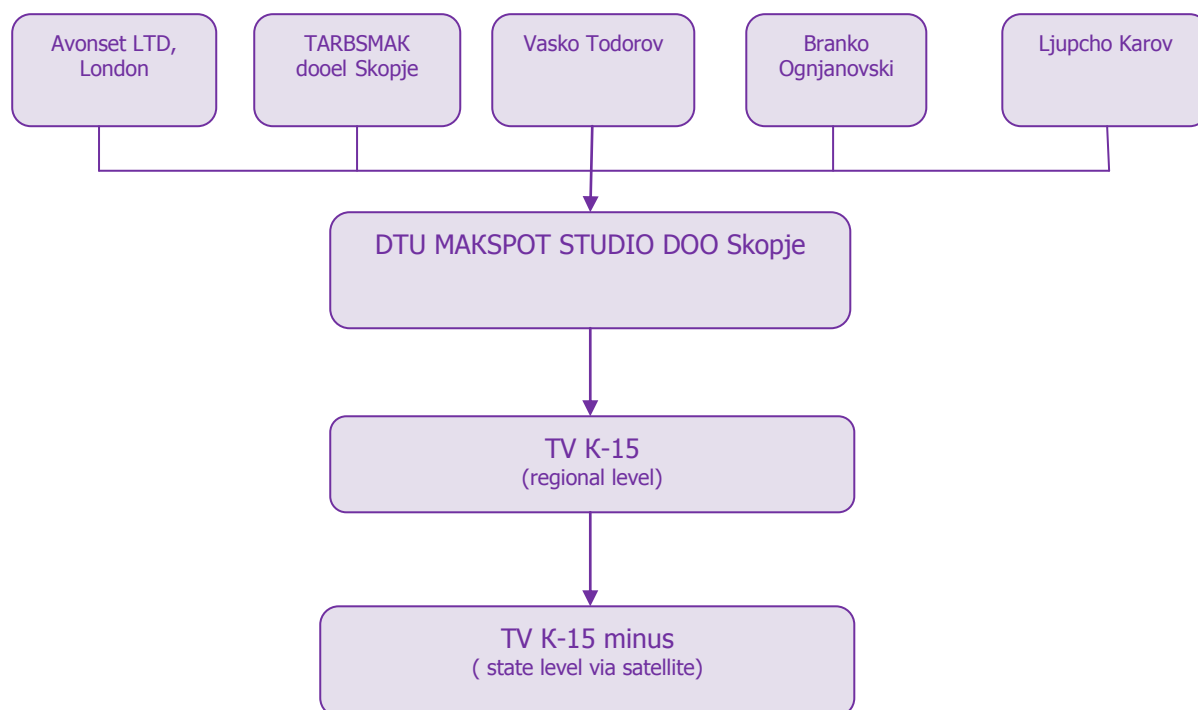 Avonset LTD,
London
TARBSMAK
dooel Skopje
Vasko Todorov
Branko
Ognjanovski
Ljupcho Karov
DTU MAKSPOT STUDIO DOO Skopje
TV K-15
(regional level)
TV K-15 minus
( state level via satellite)